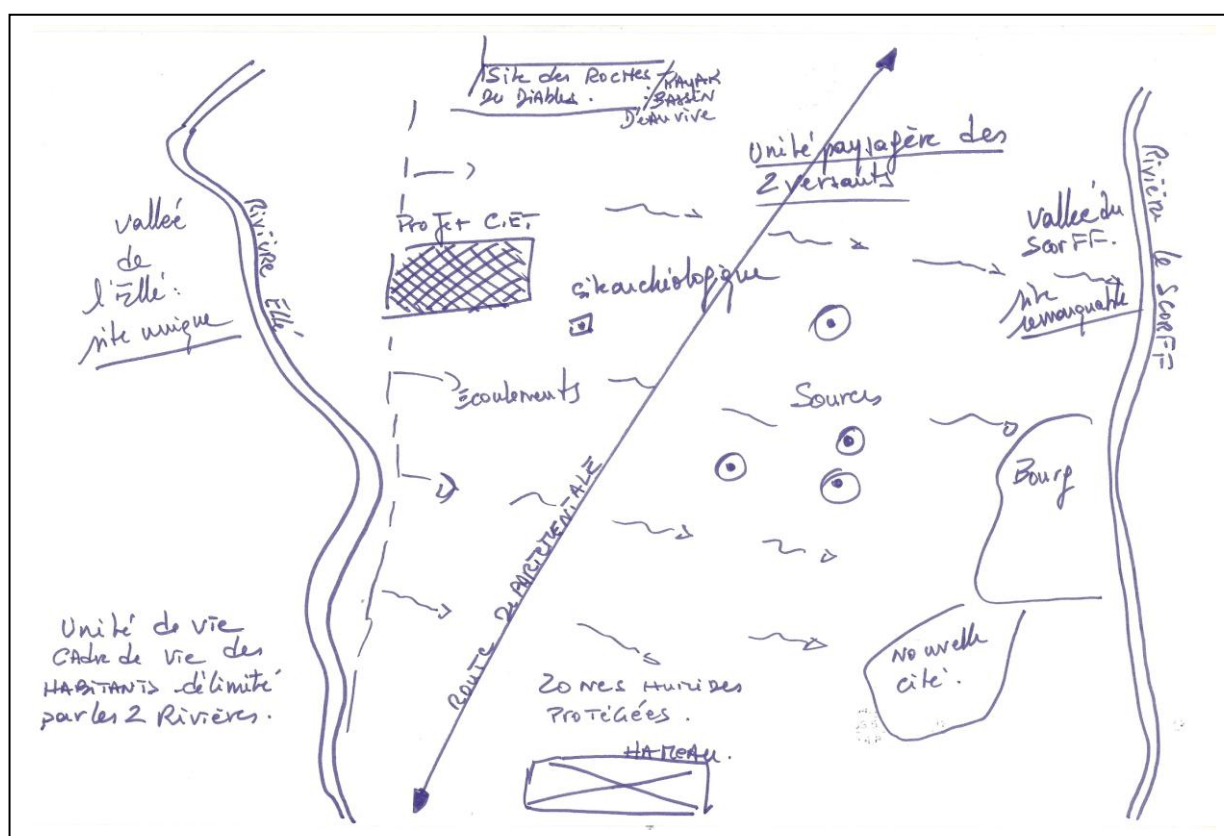 Site des ROCHES
Du DiAbles.
KAYAK
BASSIN
D'EAU VIVE
Unité paysagère des
2 versants
vallée
de
l'Ellé :
site unique
RIVIÈRE ELLÉ
ProJet C.E.T
site archéologique
vallée du
ScorFF.
site
remarquable
Rivière le SCORFF
Écoulements
Sources
Bourg
ROUTE DéPARTEMENTALE
Unité de vie
CAdre de vie des
HABITANTS délimité
par les 2 Rivières.
ZONES HUMIDES
PROTÉGÉES.
HAMEAU.
Nouvelle
cité.